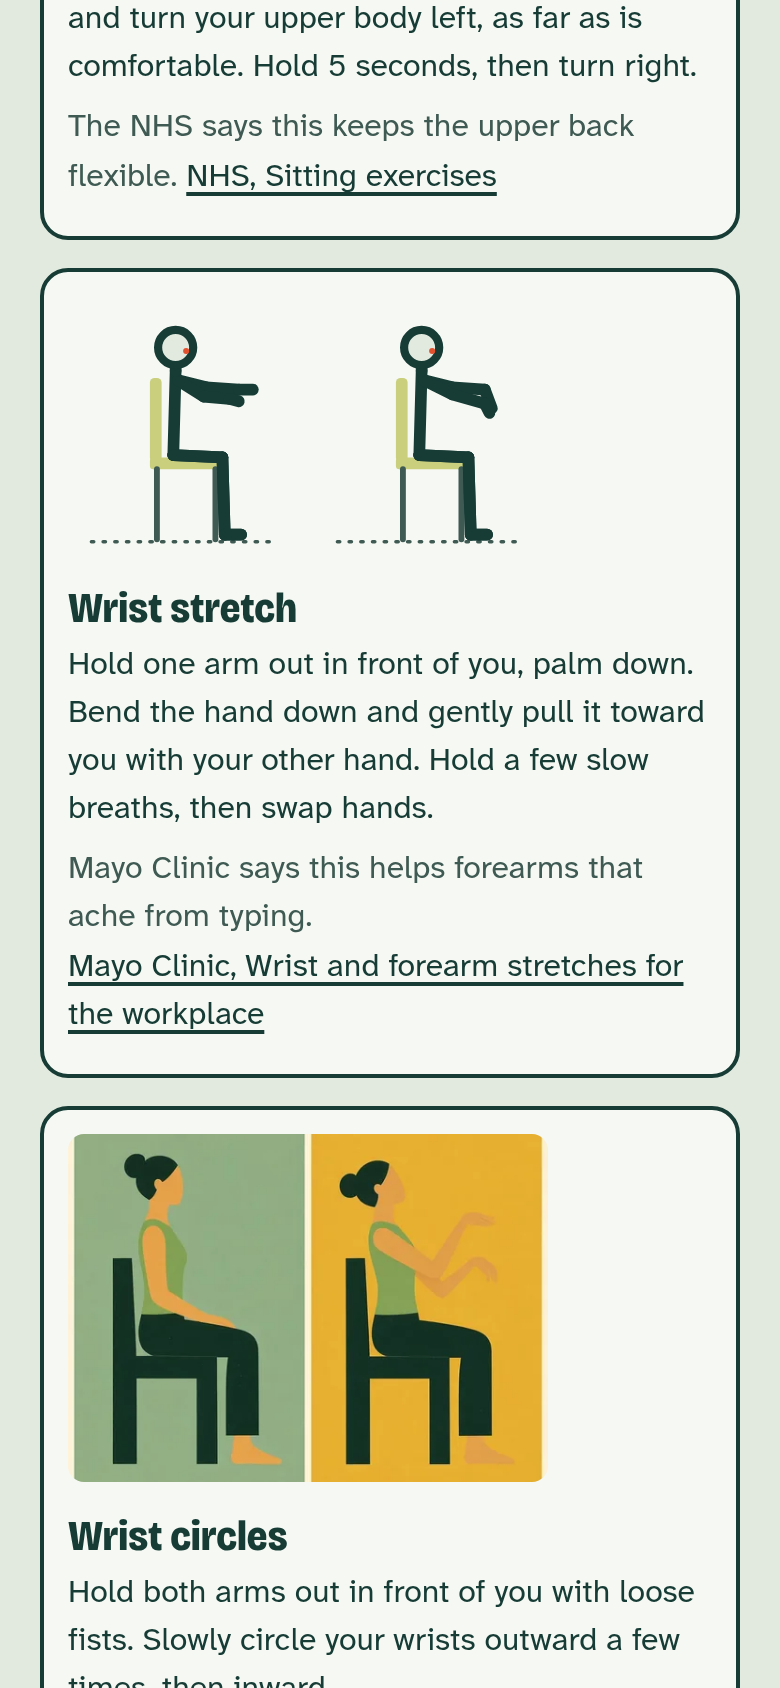 and turn your upper body left, as far as is
comfortable. Hold 5 seconds, then turn right.
The NHS says this keeps the upper back
flexible. NHS, Sitting exercises
Wrist stretch
Hold one arm out in front of you, palm down.
Bend the hand down and gently pull it toward
you with your other hand. Hold a few slow
breaths, then swap hands.
Mayo Clinic says this helps forearms that
ache from typing.
Mayo Clinic, Wrist and forearm stretches for
the workplace
Wrist circles
Hold both arms out in front of you with loose
fists. Slowly circle your wrists outward a few
times, then inward.